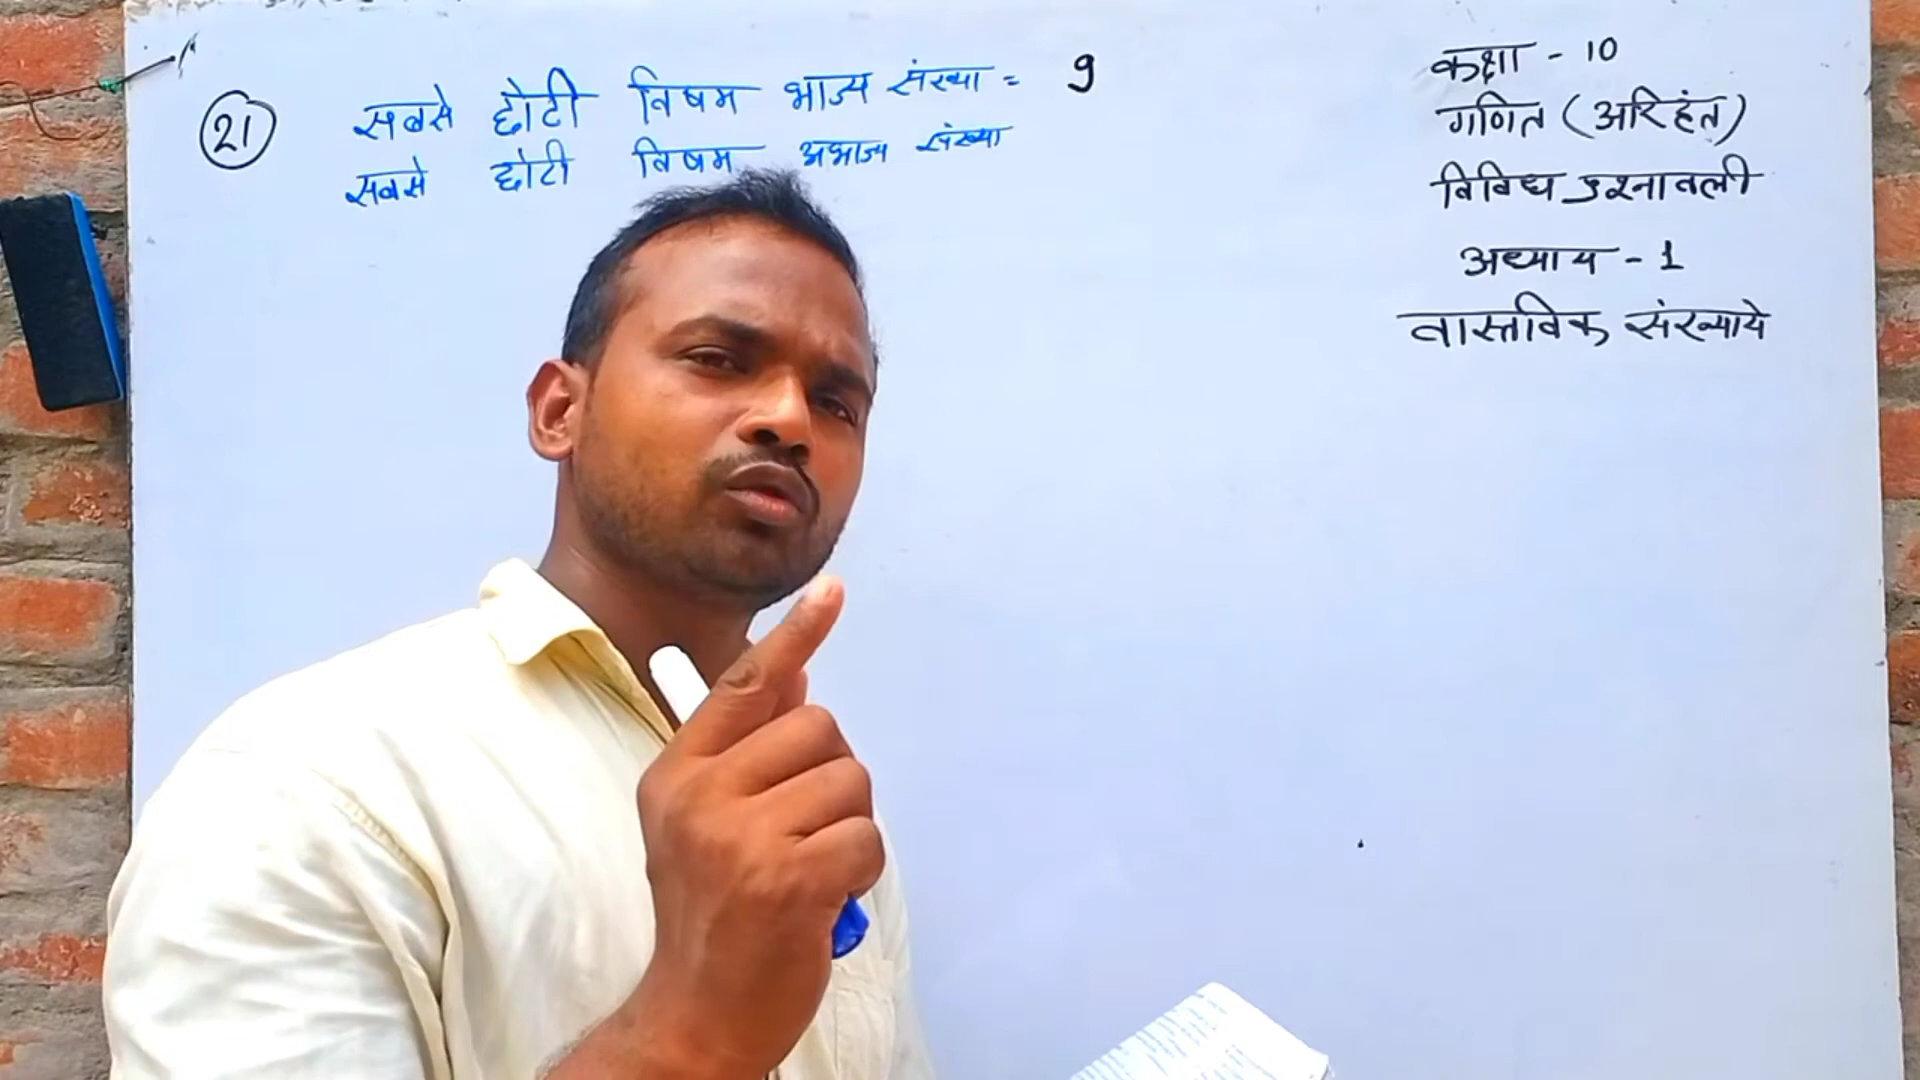 21 सबसे छोटी विषम भाज्य संख्या = 9
सबसे छोटी विषम अभाज्य संख्या
कक्षा - 10
गणित (अरिहंत)
विविध प्रश्नावली
अध्याय - 1
वास्तविक संख्याये